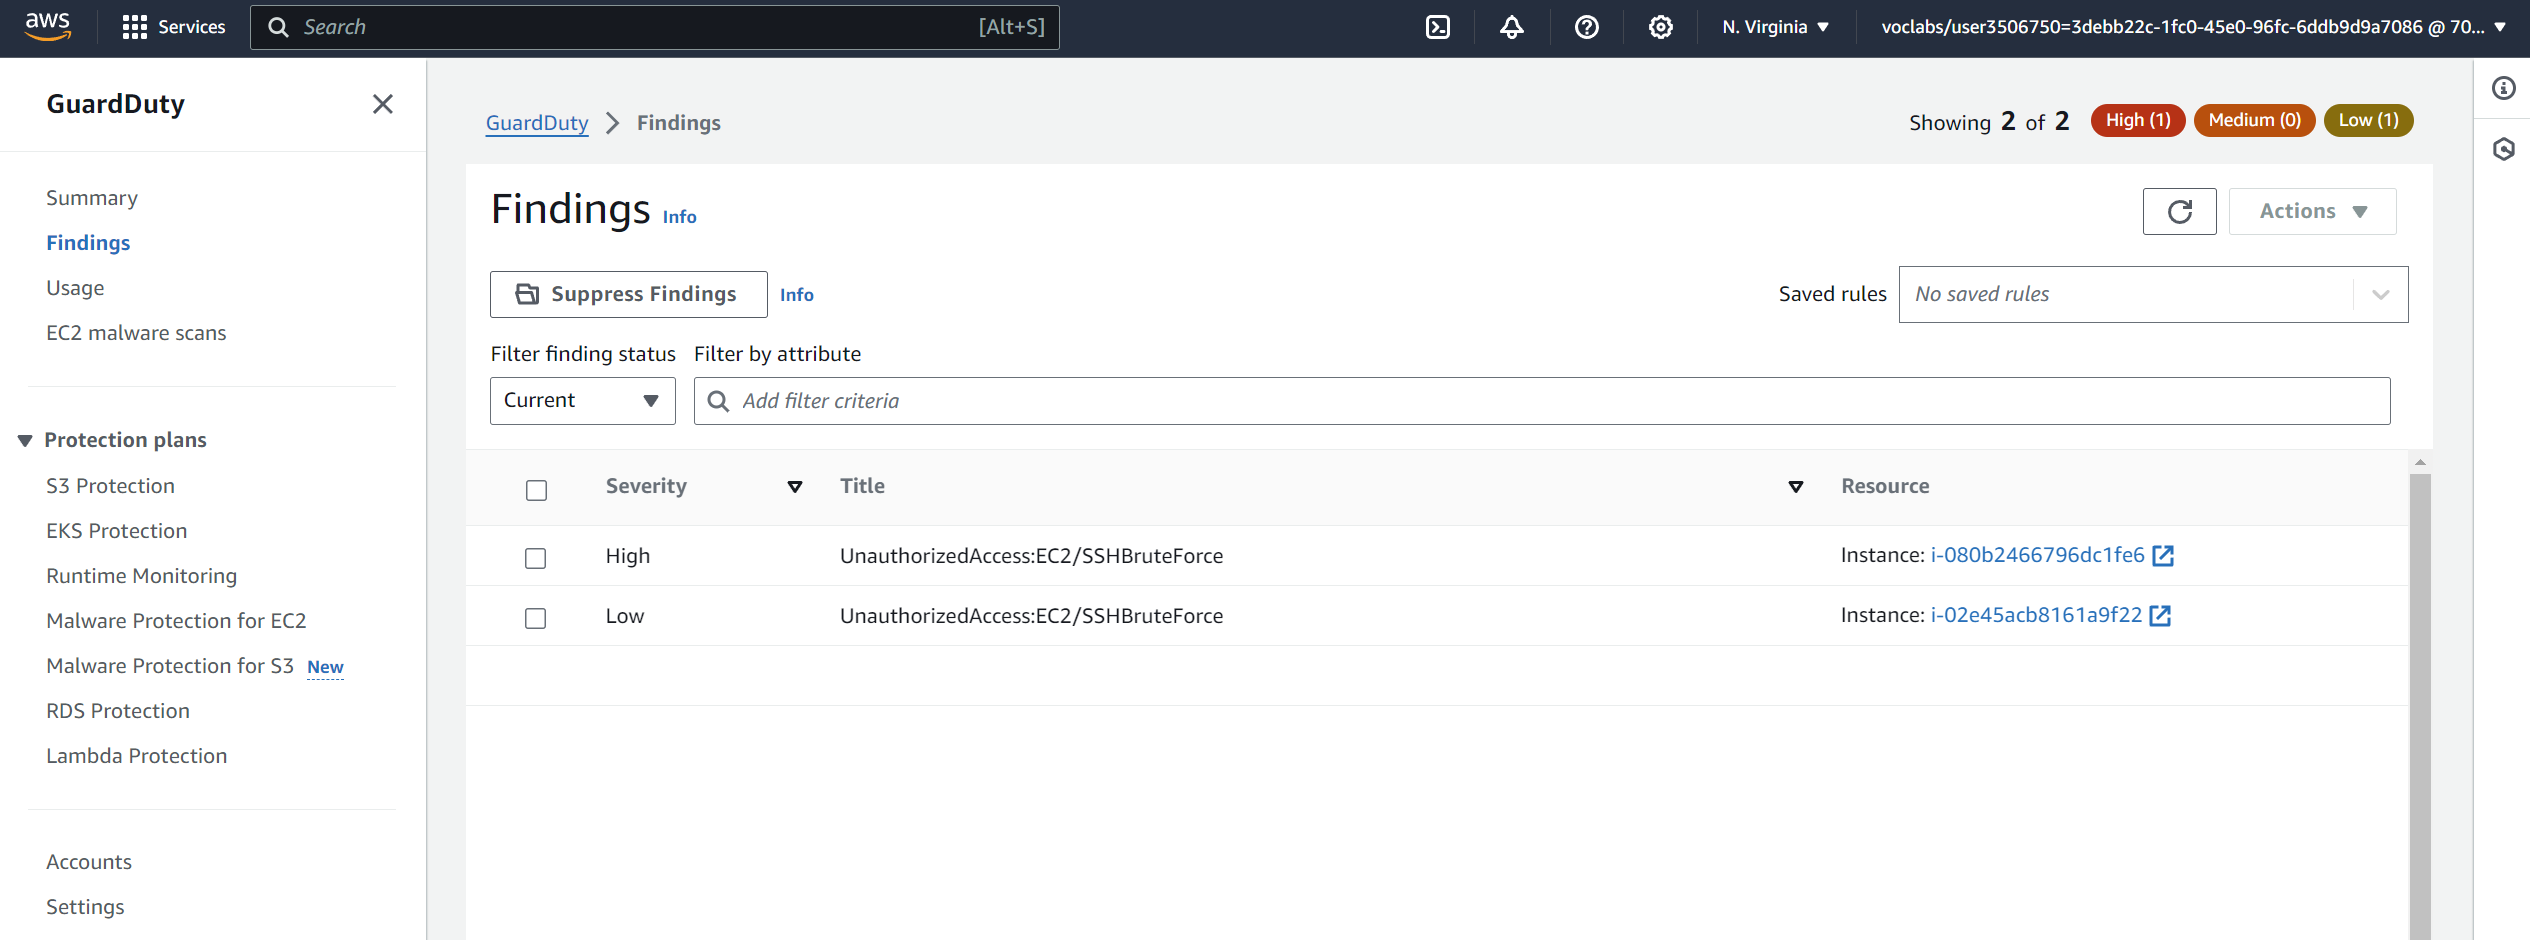 aws
Services
Search
[Alt+S]
N. Virginia
voclabs/user3506750=3debb22c-1fc0-45e0-96fc-6ddb9d9a7086 @ 70...
GuardDuty
Summary
Findings
Usage
EC2 malware scans
Protection plans
S3 Protection
EKS Protection
Runtime Monitoring
Malware Protection for EC2
Malware Protection for S3 New
RDS Protection
Lambda Protection
Accounts
Settings
GuardDuty
Findings
Showing 2 of 2
High (1)
Medium (0)
Low (1)
Findings Info
Actions
Suppress Findings
Info
Saved rules
No saved rules
Filter finding status
Filter by attribute
Current
Add filter criteria
Severity
Title
Resource
High
UnauthorizedAccess:EC2/SSHBruteForce
Instance: i-080b2466796dc1fe6
Low
UnauthorizedAccess:EC2/SSHBruteForce
Instance: i-02e45acb8161a9f22